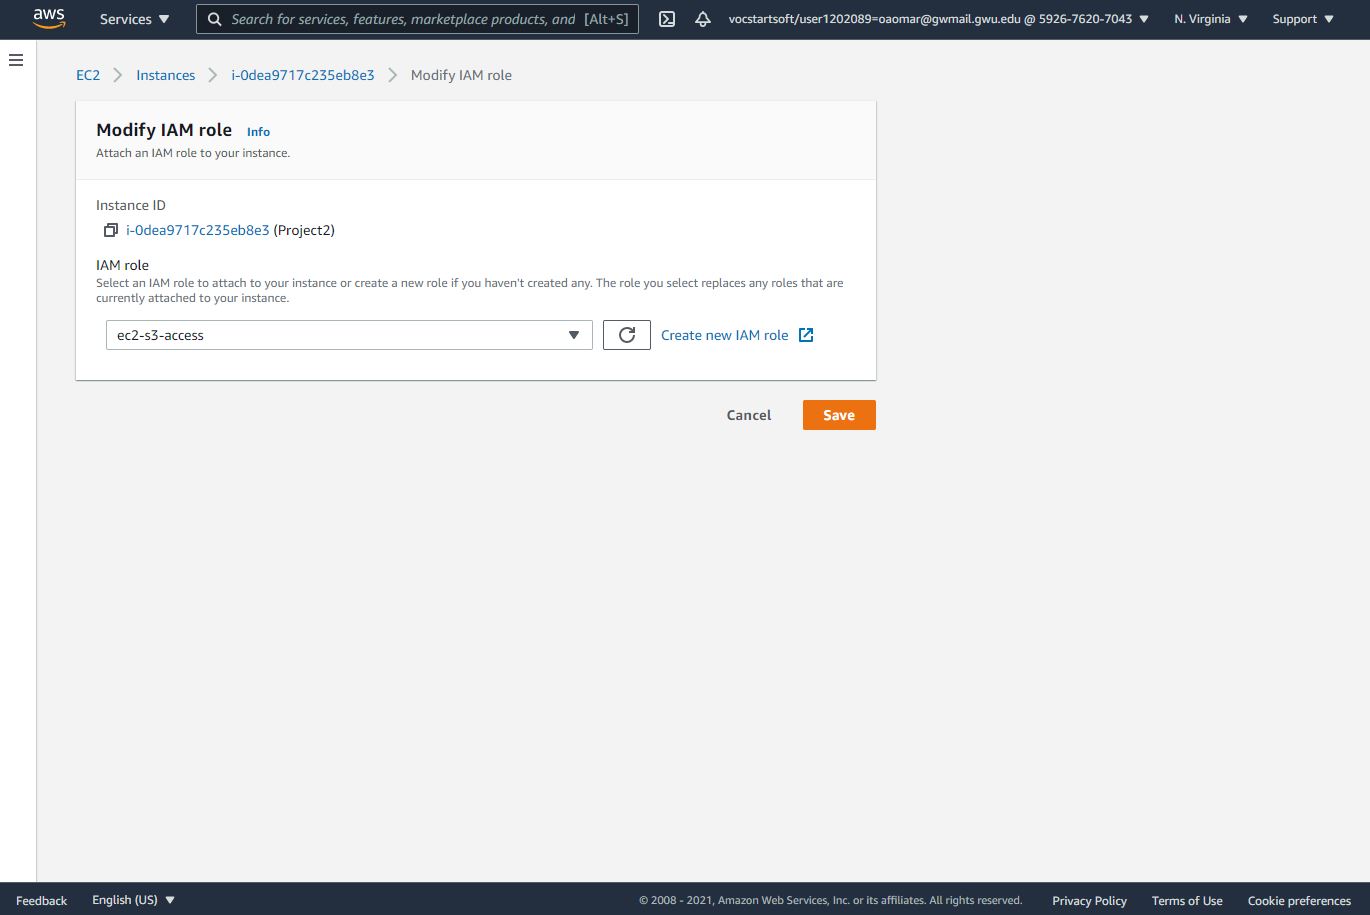 aws
Services
Search for services, features, marketplace products, and [Alt+S]
vocstartsoft/user1202089=oaomar@gwmail.gwu.edu @ 5926-7620-7043
N. Virginia
Support
EC2 Instances i-0dea9717c235eb8e3 Modify IAM role
Modify IAM role Info
Attach an IAM role to your instance.
Instance ID
i-0dea9717c235eb8e3 (Project2)
IAM role
Select an IAM role to attach to your instance or create a new role if you haven't created any. The role you select replaces any roles that are
currently attached to your instance.
ec2-s3-access
Create new IAM role
Cancel
Save
Feedback
English (US)
© 2008 - 2021, Amazon Web Services, Inc. or its affiliates. All rights reserved.
Privacy Policy
Terms of Use
Cookie preferences